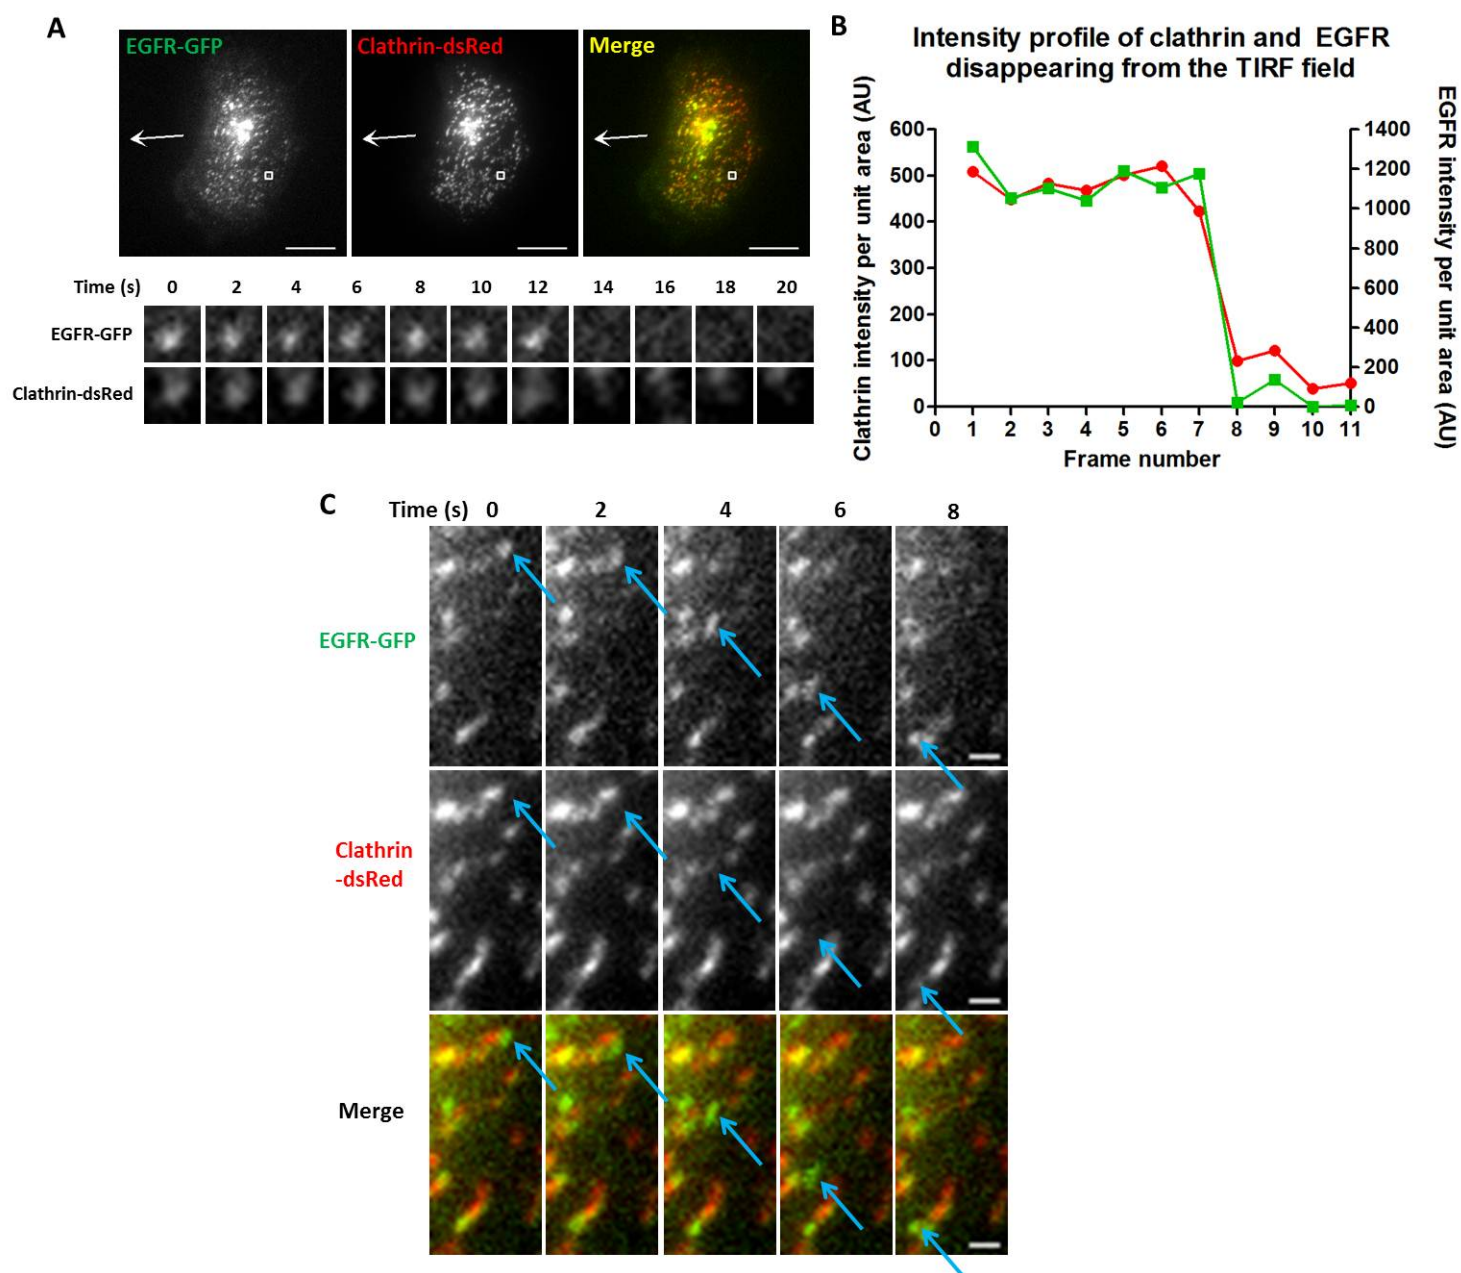 A
EGFR-GFP
Clathrin-dsRed
Merge
Time (s) 0 2 4 6 8 10 12 14 16 18 20
EGFR-GFP
Clathrin-dsRed
B
Intensity profile of clathrin and EGFR
disappearing from the TIRF field
Clathrin intensity per unit area (AU)
600
500
400
300
200
100
0
EGFR intensity per unit area (AU)
1400
1200
1000
800
600
400
200
0
0 1 2 3 4 5 6 7 8 9 10 11
Frame number
C
Time (s) 0 2 4 6 8
EGFR-GFP
Clathrin
-dsRed
Merge